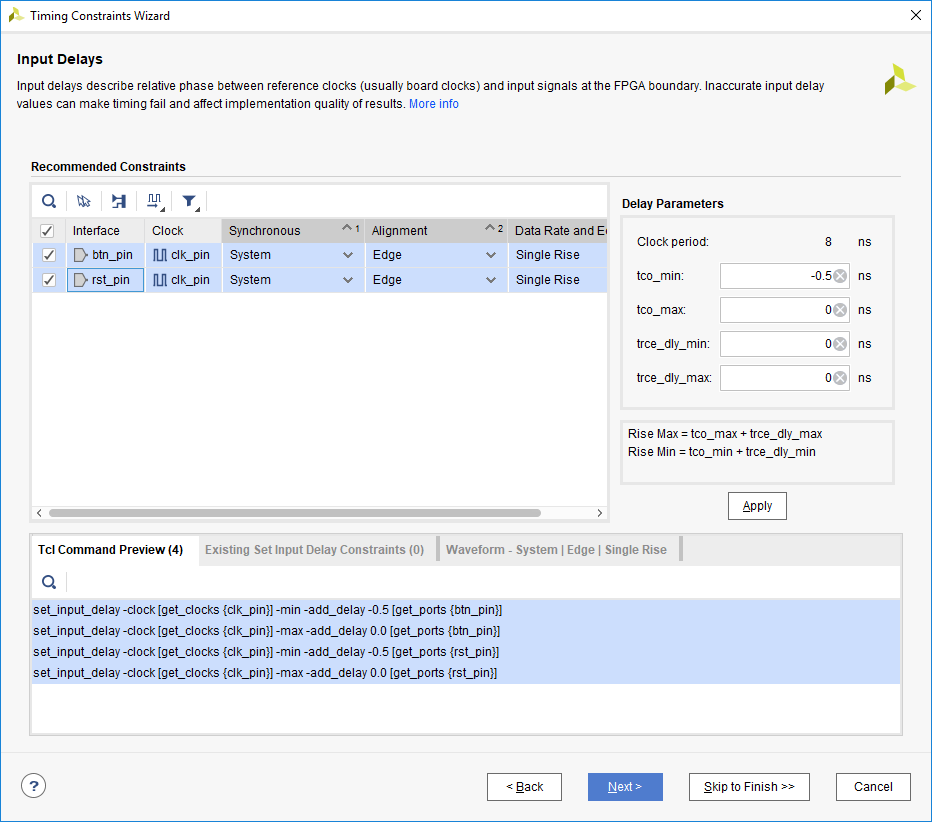 Timing Constraints Wizard
Input Delays
Input delays describe relative phase between reference clocks (usually board clocks) and input signals at the FPGA boundary. Inaccurate input delay
values can make timing fail and affect implementation quality of results. More info
Recommended Constraints
Interface Clock Synchronous 1 Alignment 2 Data Rate and
btn_pin clk_pin System Edge Single Rise
rst_pin clk_pin System Edge Single Rise
Delay Parameters
Clock period: 8 ns
tco_min: -0.5 ns
tco_max: 0 ns
trce_dly_min: 0 ns
trce_dly_max: 0 ns
Rise Max = tco_max + trce_dly_max
Rise Min = tco_min + trce_dly_min
Apply
Tcl Command Preview (4) Existing Set Input Delay Constraints (0) Waveform - System | Edge | Single Rise
set_input_delay -clock [get_clocks {clk_pin}] -min -add_delay -0.5 [get_ports {btn_pin}]
set_input_delay -clock [get_clocks {clk_pin}] -max -add_delay 0.0 [get_ports {btn_pin}]
set_input_delay -clock [get_clocks {clk_pin}] -min -add_delay -0.5 [get_ports {rst_pin}]
set_input_delay -clock [get_clocks {clk_pin}] -max -add_delay 0.0 [get_ports {rst_pin}]
? < Back Next > Skip to Finish >> Cancel